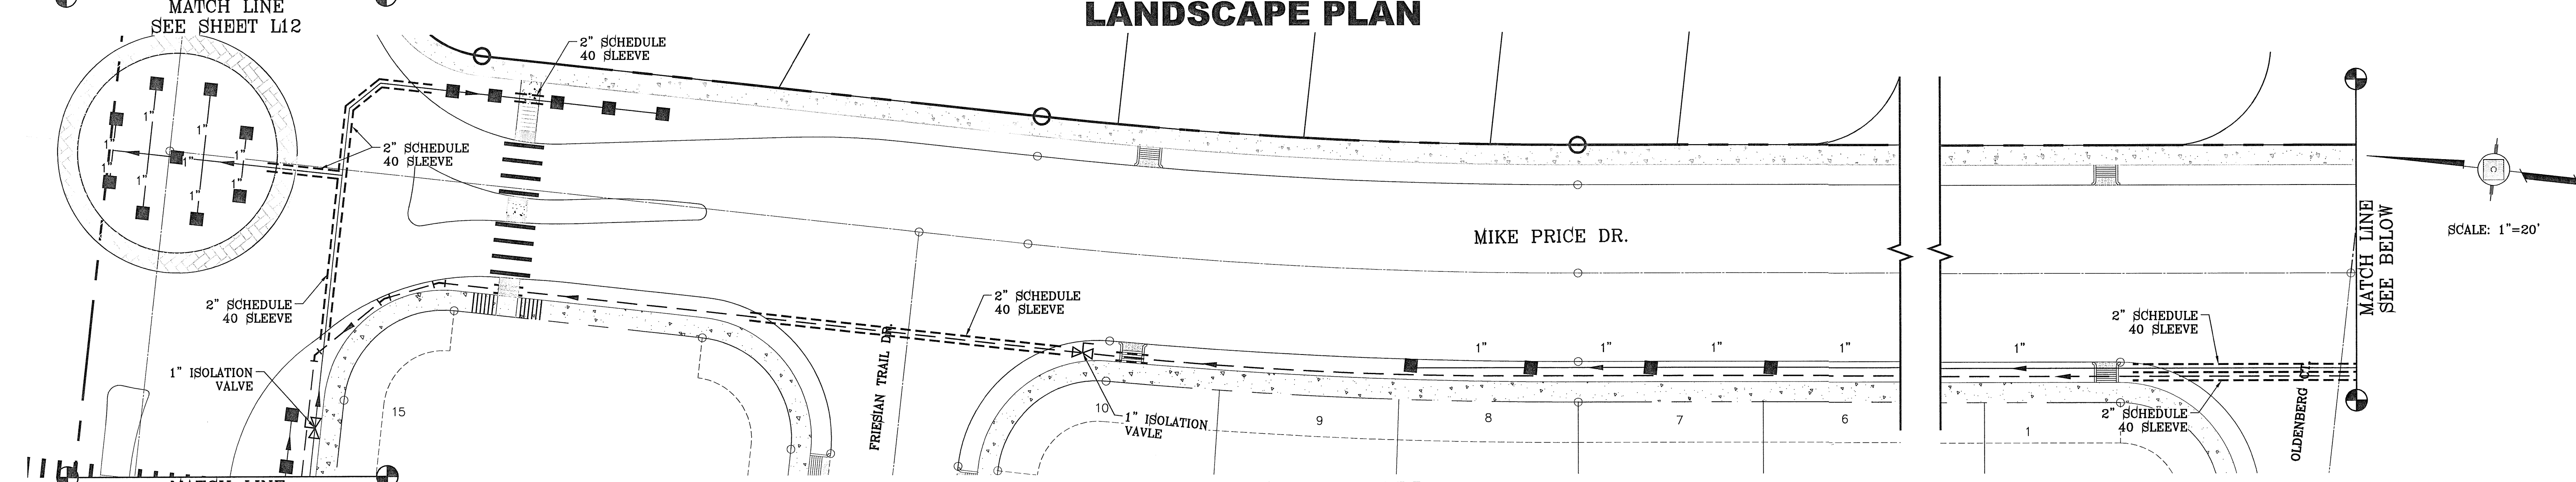 LANDSCAPE PLAN
MATCH LINE
SEE SHEET L12
2" SCHEDULE
40 SLEEVE
1"
1"
1"
1"
1"
1"
1"
1"
1"
2" SCHEDULE
40 SLEEVE
MIKE PRICE DR.
MATCH LINE
SEE BELOW
SCALE: 1"=20'
2" SCHEDULE
40 SLEEVE
2" SCHEDULE
40 SLEEVE
2" SCHEDULE
40 SLEEVE
FRIESIAN TRAIL DR.
1"
1"
1"
1"
1"
1" ISOLATION
VALVE
15
10
1" ISOLATION
VAVLE
9
8
7
6
1
2" SCHEDULE
40 SLEEVE
OLDENBERG CT.
MATCH LINE